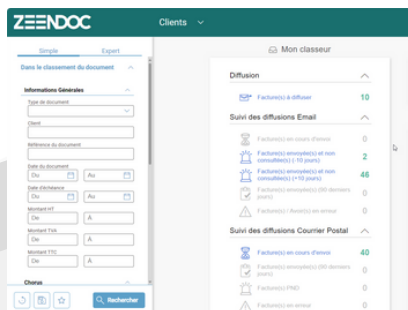 ZEENDOC
Clients
Simple
Expert
Dans le classement du document
Informations Générales
Type de document
Client
Référence du document
Date du document
Du
Au
Date d'échéance
Du
Au
Montant HT
De
A
Montant TVA
De
A
Montant TTC
De
A
Chorus
Rechercher
Mon classeur
Diffusion
Facture(s) à diffuser
10
Suivi des diffusions Email
Facture(s) en cours d'envoi
0
Facture(s) envoyée(s) et non
consultée(s) (-10 jours)
2
Facture(s) envoyée(s) et non
consultée(s) (+10 jours)
46
Facture(s) envoyée(s) (90 derniers
jours)
0
Facture(s) en erreur
0
Suivi des diffusions Courrier Postal
Facture(s) en cours d'envoi
40
Facture(s) envoyée(s) (90 derniers
jours)
0
Facture(s) PND
0
Facture(s) en erreur
0